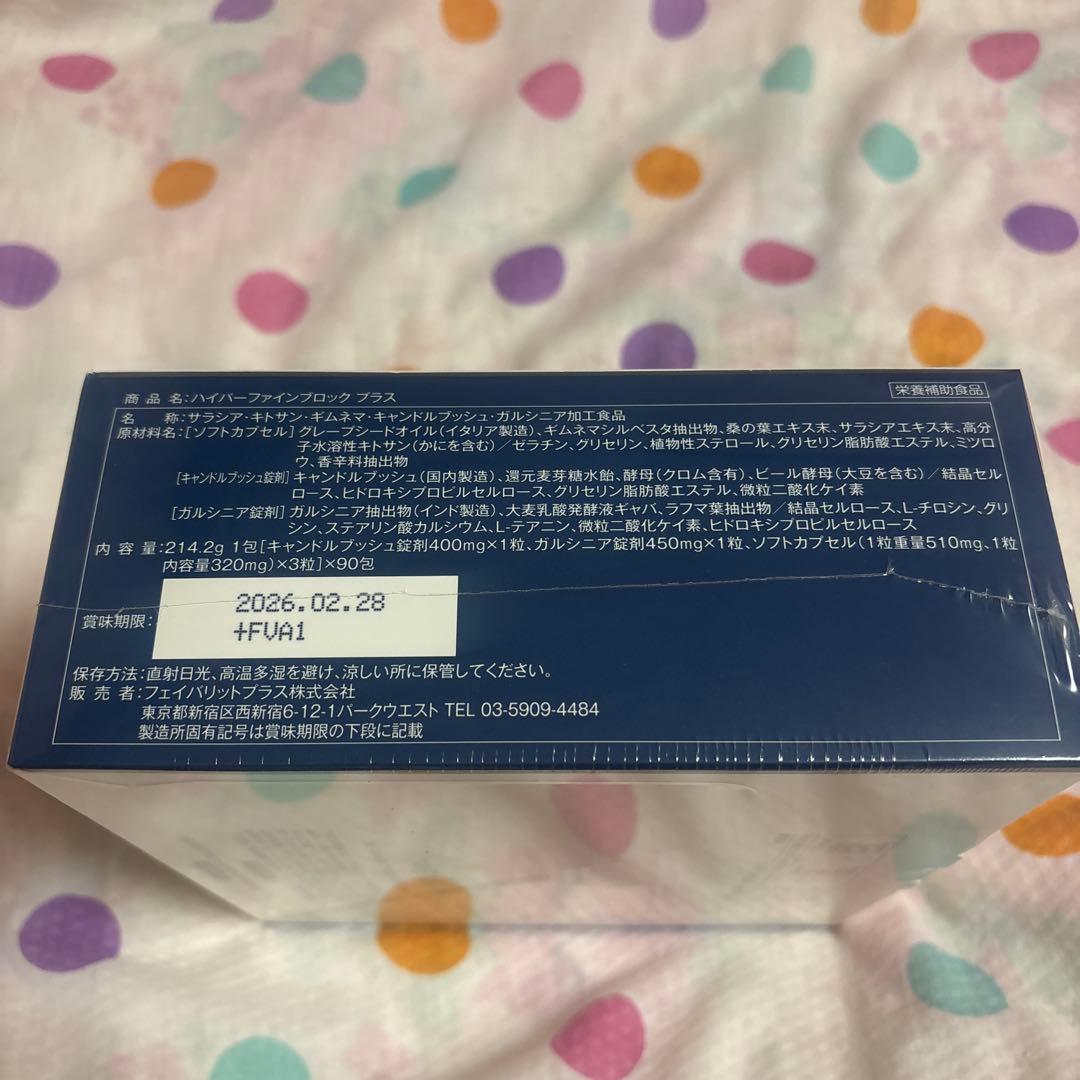 商品名:ハイパーファインブロック プラス
栄養補助食品
名称:サラシア・キトサン・ギムネマ・キャンドルブッシュ・ガルシニア加工食品
原材料名:[ソフトカプセル]グレープシードオイル(イタリア製造)、ギムネマシルベスタ抽出物、桑の葉エキス末、サラシアエキス末、高分
子水溶性キトサン(かにを含む)/ゼラチン、グリセリン、植物性ステロール、グリセリン脂肪酸エステル、ミツロ
ウ、香辛料抽出物
[キャンドルブッシュ錠剤]キャンドルブッシュ(国内製造)、還元麦芽糖水飴、酵母(クロム含有)、ビール酵母(大豆を含む)/結晶セル
ロース、ヒドロキシプロピルセルロース、グリセリン脂肪酸エステル、微粒二酸化ケイ素
[ガルシニア錠剤]ガルシニア抽出物(インド製造)、大麦乳酸発酵液ギャバ、ラフマ葉抽出物/結晶セルロース、L-チロシン、グリ
シン、ステアリン酸カルシウム、L-テアニン、微粒二酸化ケイ素、ヒドロキシプロピルセルロース
内容量:214.2g 1包[キャンドルブッシュ錠剤400mg×1粒、ガルシニア錠剤450mg×1粒、ソフトカプセル(1粒重量510mg、1粒
内容量320mg)×3粒]×90包
賞味期限:2026.02.28
+FVA1
保存方法:直射日光、高温多湿を避け、涼しい所に保管してください。
販売者:フェイバリットプラス株式会社
東京都新宿区西新宿6-12-1パークウエスト TEL 03-5909-4484
製造所固有記号は賞味期限の下段に記載